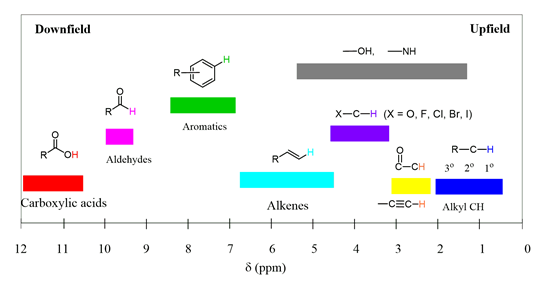 Downfield
Upfield
—OH, —NH
R
H
O
R
H
X—C—H (X = O, F, Cl, Br, I)
Aromatics
O
R
OH
Aldehydes
R
H
O
C—CH
R—C—H
3° 2° 1°
Carboxylic acids
Alkenes
—C≡C—H
Alkyl CH
12 11 10 9 8 7 6 5 4 3 2 1 0
δ (ppm)